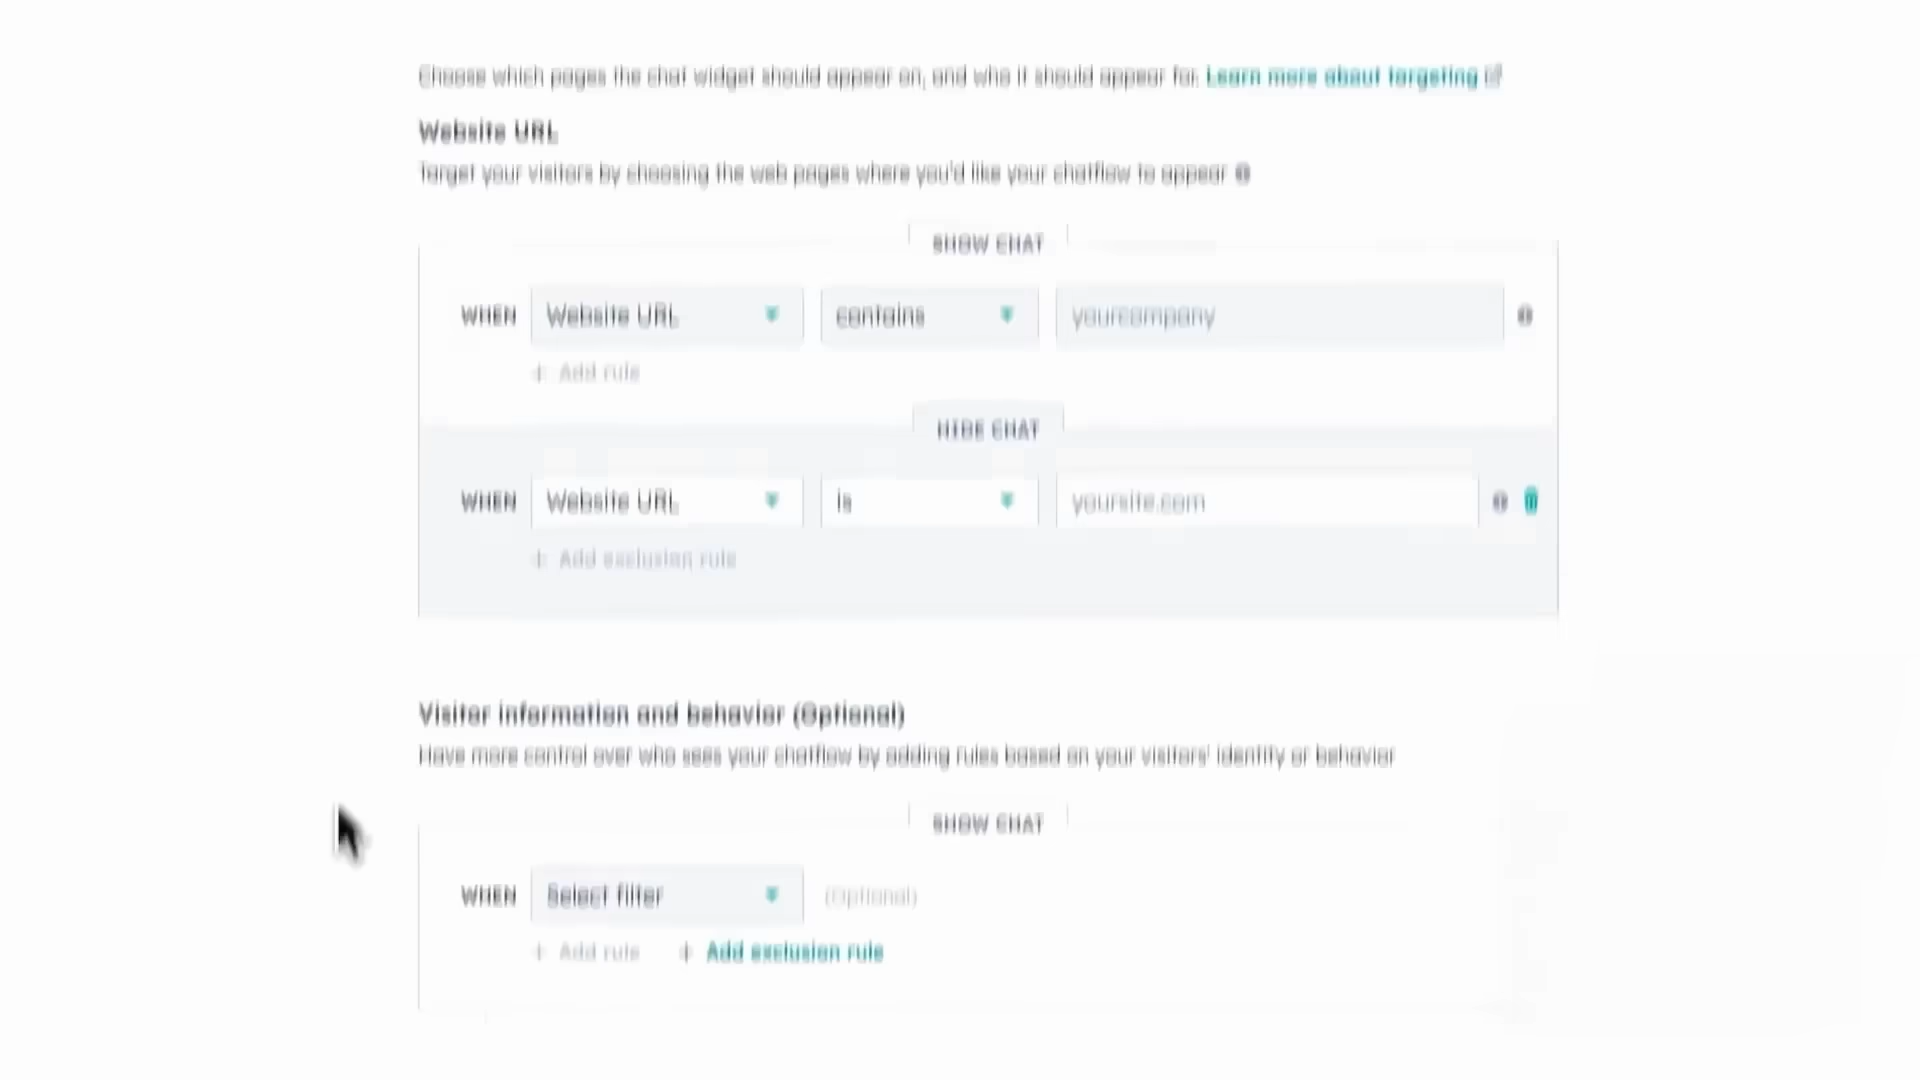 Choose which pages the chat widget should appear on, and who it should appear for. Learn more about targeting
Website URL
Target your visitors by choosing the web pages where you'd like your chatflow to appear
SHOW CHAT
WHEN Website URL contains yourcompany
+ Add rule
HIDE CHAT
WHEN Website URL is yoursite.com
+ Add exclusion rule
Visitor information and behavior (Optional)
Have more control over who sees your chatflow by adding rules based on your visitors' identity or behavior
SHOW CHAT
WHEN Select filter (Optional)
+ Add rule + Add exclusion rule